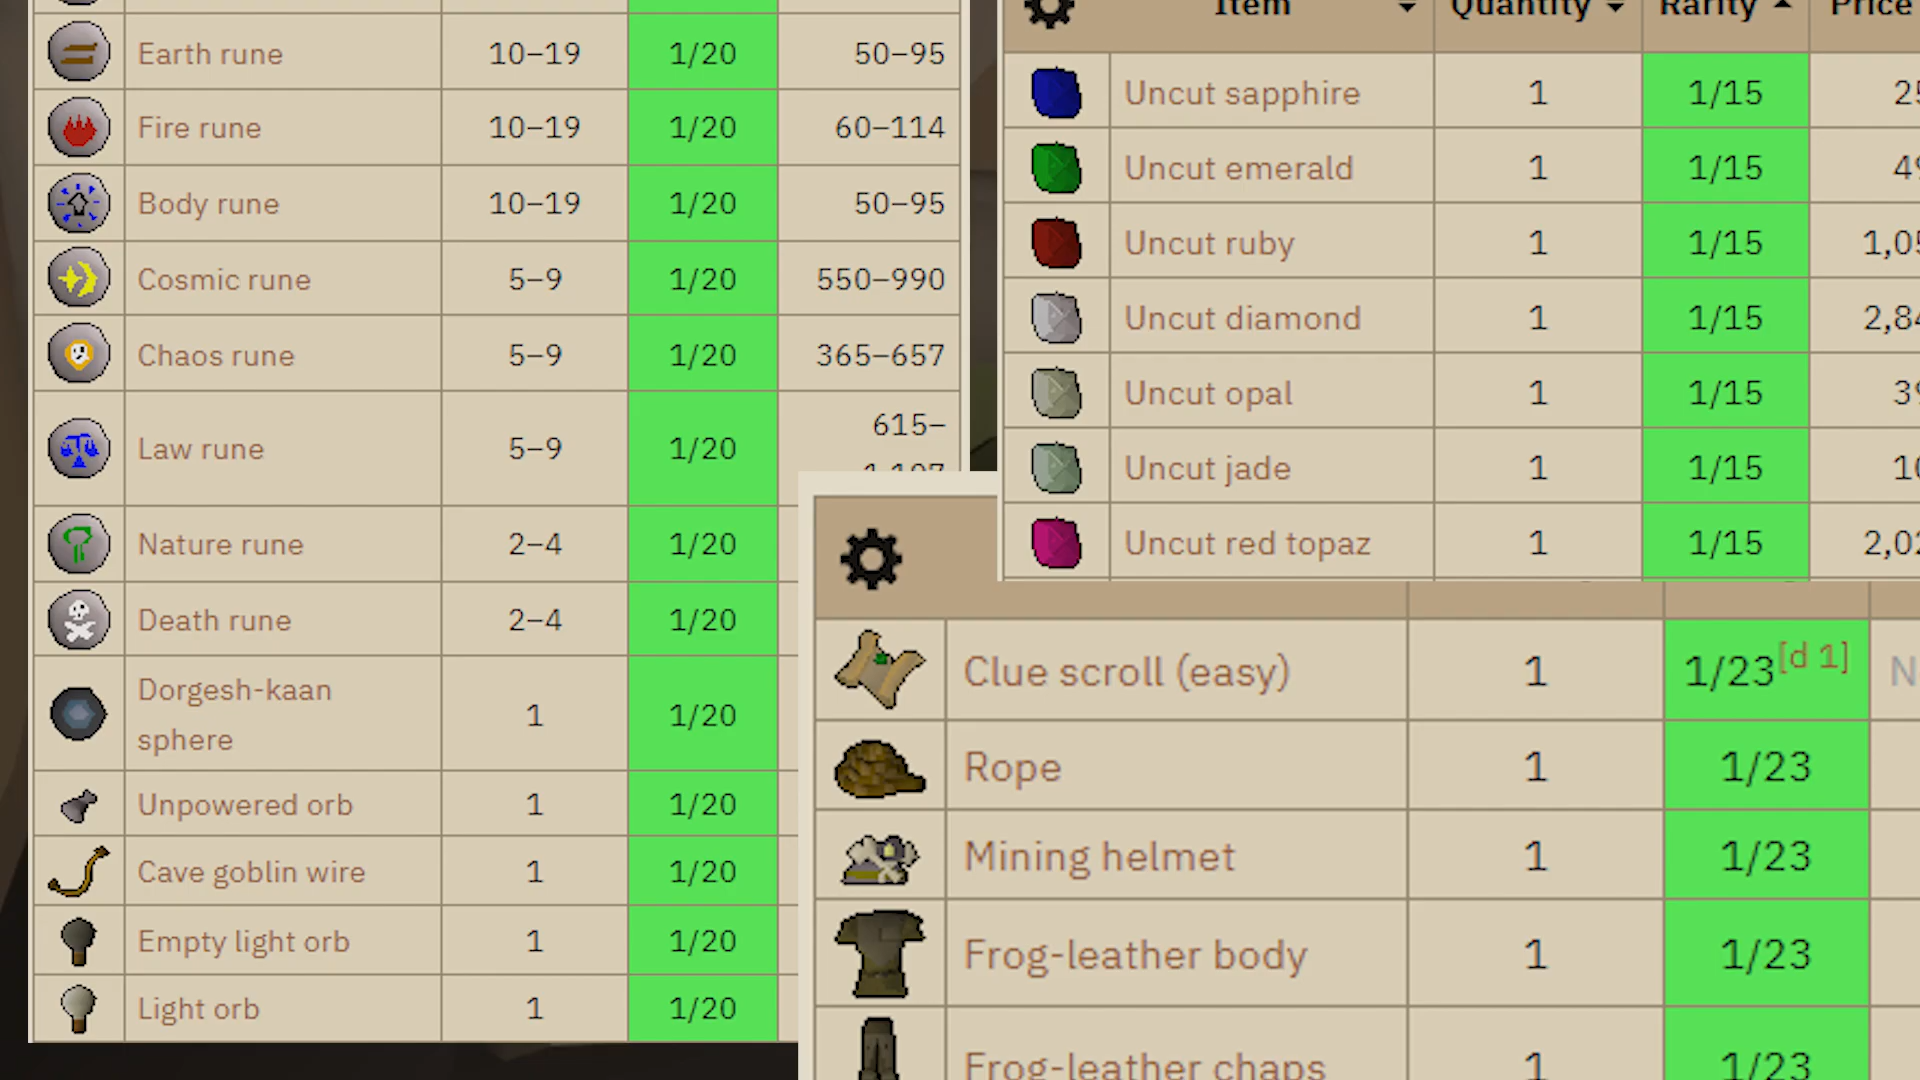 Earth rune 10–19 1/20 50–95
Fire rune 10–19 1/20 60–114
Body rune 10–19 1/20 50–95
Cosmic rune 5–9 1/20 550–990
Chaos rune 5–9 1/20 365–657
Law rune 5–9 1/20 615–
Nature rune 2–4 1/20
Death rune 2–4 1/20
Dorgesh-kaan
sphere 1 1/20
Unpowered orb 1 1/20
Cave goblin wire 1 1/20
Empty light orb 1 1/20
Light orb 1 1/20
Item Quantity Rarity Price
Uncut sapphire 1 1/15
Uncut emerald 1 1/15
Uncut ruby 1 1/15
Uncut diamond 1 1/15
Uncut opal 1 1/15
Uncut jade 1 1/15
Uncut red topaz 1 1/15
Clue scroll (easy) 1 1/23[d 1]
Rope 1 1/23
Mining helmet 1 1/23
Frog-leather body 1 1/23
Frog-leather chaps 1 1/23